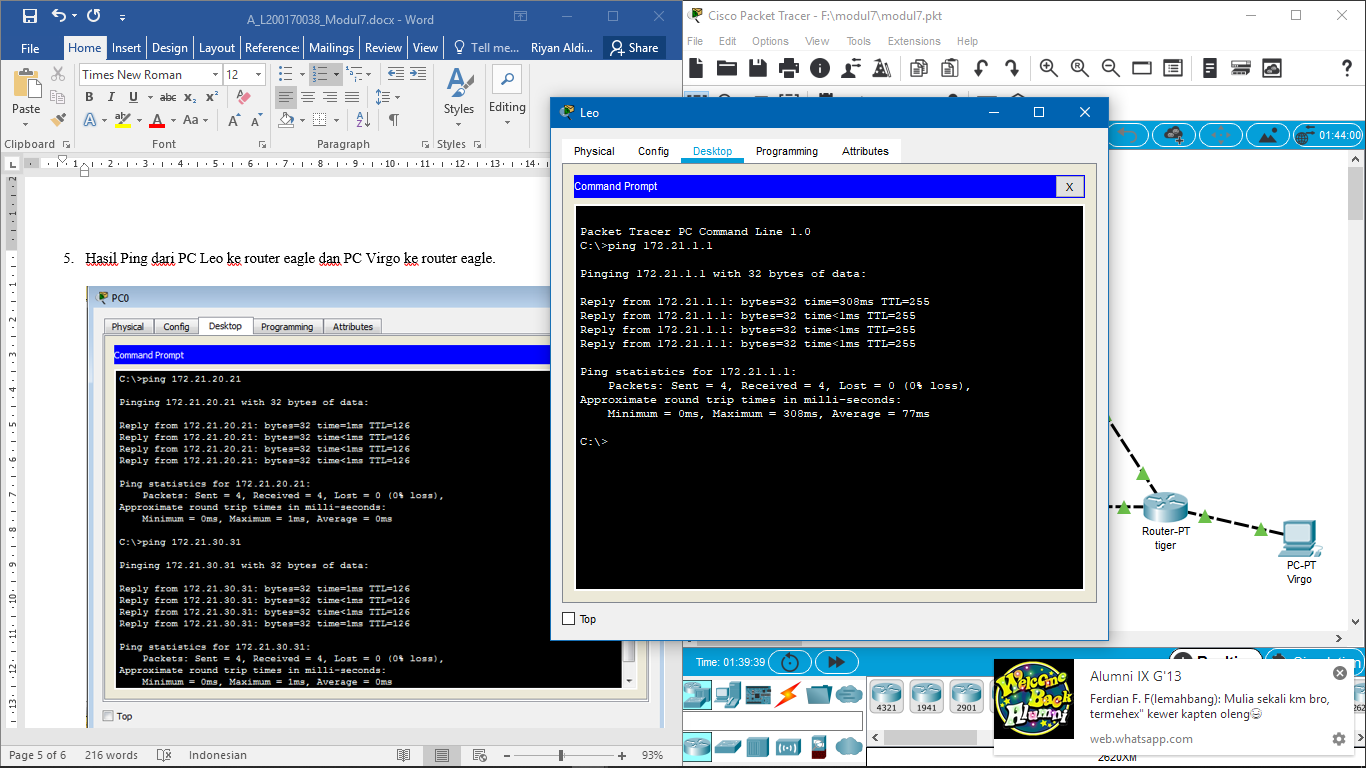 A_L200170038_Modul7.docx - Word
File
Home
Insert
Design
Layout
Reference:
Mailings
Review
View
Tell me...
Riyan Aldi...
Share
Times New Roman
12
Paste
B I U abc x₂ x²
Aa
Styles
Editing
Clipboard
Font
Paragraph
Styles
5. Hasil Ping dari PC Leo ke router eagle dan PC Virgo ke router eagle.
PC0
Physical
Config
Desktop
Programming
Attributes
Command Prompt
C:\>ping 172.21.20.21
Pinging 172.21.20.21 with 32 bytes of data:
Reply from 172.21.20.21: bytes=32 time=1ms TTL=126
Reply from 172.21.20.21: bytes=32 time<1ms TTL=126
Reply from 172.21.20.21: bytes=32 time<1ms TTL=126
Reply from 172.21.20.21: bytes=32 time<1ms TTL=126
Ping statistics for 172.21.20.21:
Packets: Sent = 4, Received = 4, Lost = 0 (0% loss),
Approximate round trip times in milli-seconds:
Minimum = 0ms, Maximum = 1ms, Average = 0ms
C:\>ping 172.21.30.31
Pinging 172.21.30.31 with 32 bytes of data:
Reply from 172.21.30.31: bytes=32 time=1ms TTL=126
Reply from 172.21.30.31: bytes=32 time<1ms TTL=126
Reply from 172.21.30.31: bytes=32 time=1ms TTL=126
Reply from 172.21.30.31: bytes=32 time=1ms TTL=126
Ping statistics for 172.21.30.31:
Packets: Sent = 4, Received = 4, Lost = 0 (0% loss),
Approximate round trip times in milli-seconds:
Minimum = 0ms, Maximum = 1ms, Average = 0ms
Top
Page 5 of 6
216 words
Indonesian
93%
Cisco Packet Tracer - F:\modul7\modul7.pkt
File
Edit
Options
View
Tools
Extensions
Help
01:44:00
Leo
Physical
Config
Desktop
Programming
Attributes
Command Prompt
X
Packet Tracer PC Command Line 1.0
C:\>ping 172.21.1.1
Pinging 172.21.1.1 with 32 bytes of data:
Reply from 172.21.1.1: bytes=32 time=308ms TTL=255
Reply from 172.21.1.1: bytes=32 time<1ms TTL=255
Reply from 172.21.1.1: bytes=32 time<1ms TTL=255
Reply from 172.21.1.1: bytes=32 time<1ms TTL=255
Ping statistics for 172.21.1.1:
Packets: Sent = 4, Received = 4, Lost = 0 (0% loss),
Approximate round trip times in milli-seconds:
Minimum = 0ms, Maximum = 308ms, Average = 77ms
C:\>
Top
Router-PT
tiger
PC-PT
Virgo
Time: 01:39:39
4321
1941
2901
2620XM
Welcome
Back
Alumni
Alumni IX G'13
Ferdian F. F(lemahbang): Mulia sekali km bro,
termehex" kewer kapten oleng😂
web.whatsapp.com